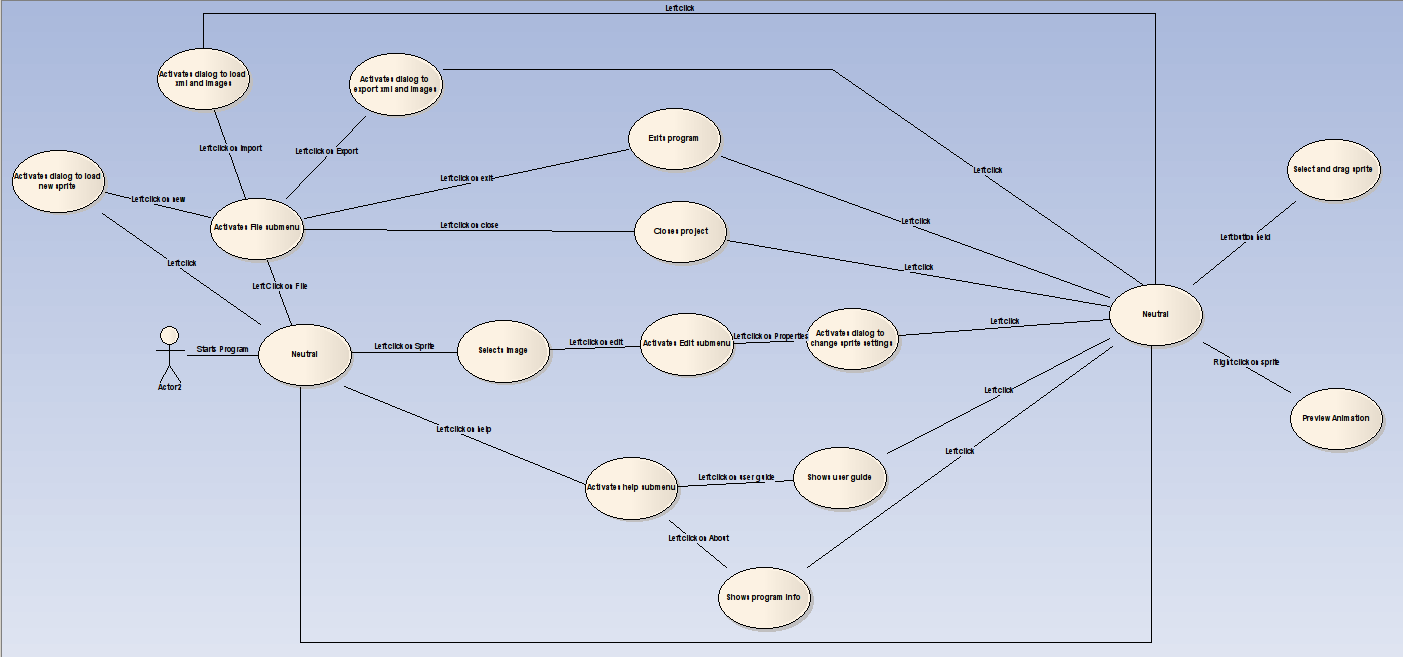 Leftclick
Activates dialog to load
xml and images
Activates dialog to
export xml and images
Leftclick on Import
Leftclick on Export
Exits program
Leftclick
Select and drag sprite
Activates dialog to load
new sprite
Leftclick on exit
Leftclick on new
Activates File submenu
Leftclick on close
Closes project
Leftclick
Leftbutton held
Leftclick
Leftclick
LeftClick on File
Neutral
Leftclick
Starts Program
Actor2
Neutral
Leftclick on Sprite
Selects Image
Leftclick on edit
Activates Edit submenu
Leftclick on Properties
Activates dialog to
change sprite settings
Rightclick on sprite
Leftclick
Preview Animation
Leftclick on help
Leftclick
Activates help submenu
Leftclick on user guide
Shows user guide
Leftclick on About
Shows program info